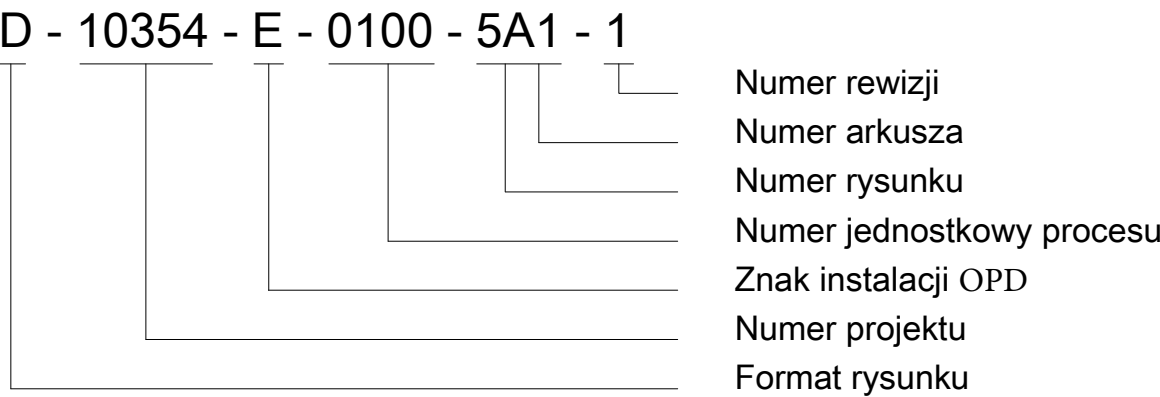 D - 10354 - E - 0100 - 5A1 - 1
Numer rewizji
Numer arkusza
Numer rysunku
Numer jednostkowy procesu
Znak instalacji OPD
Numer projektu
Format rysunku